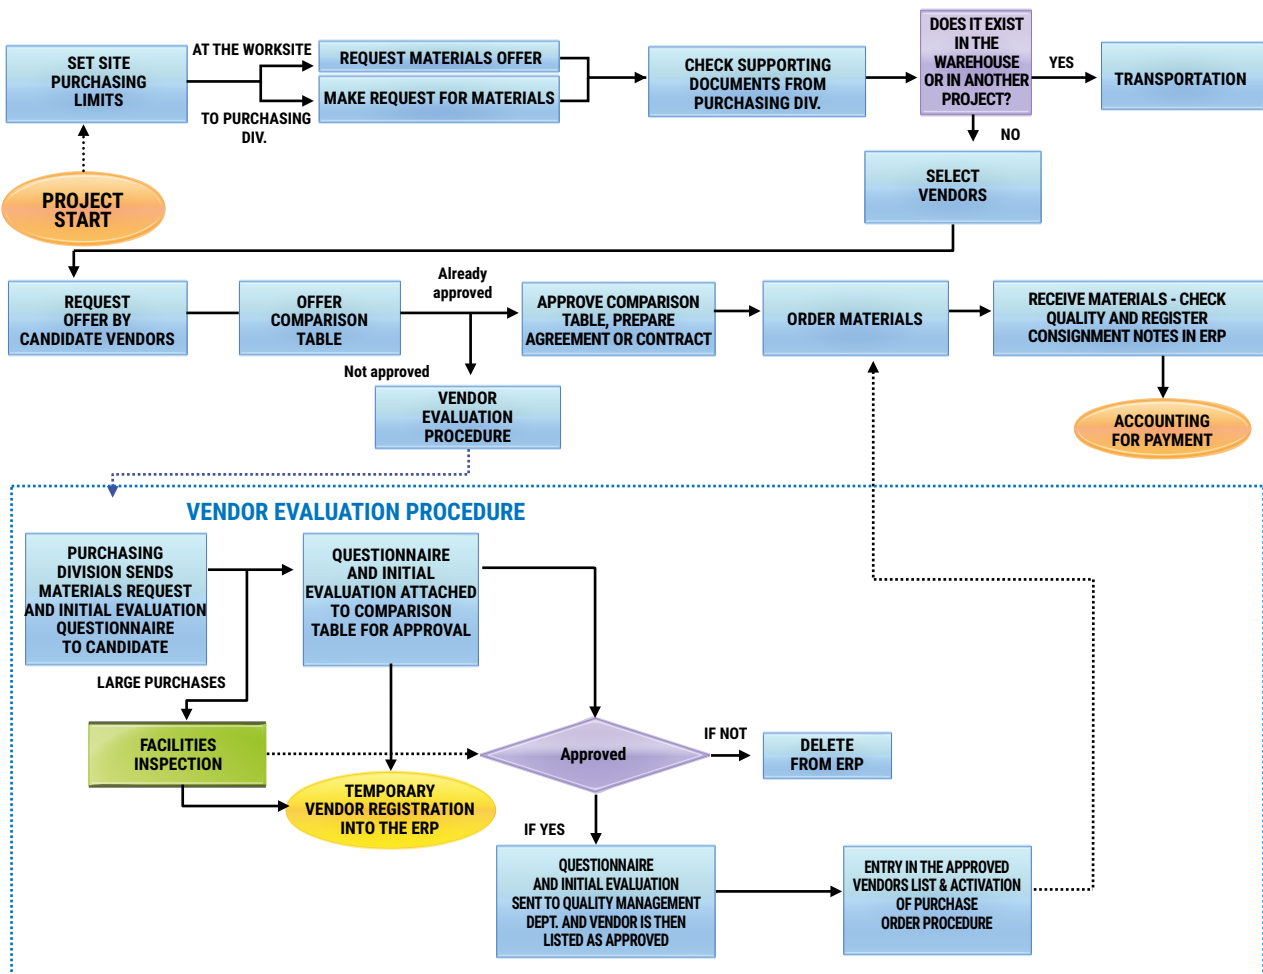 SET SITE
PURCHASING
LIMITS
AT THE WORKSITE
TO PURCHASING
DIV.
REQUEST MATERIALS OFFER
MAKE REQUEST FOR MATERIALS
CHECK SUPPORTING
DOCUMENTS FROM
PURCHASING DIV.
DOES IT EXIST
IN THE
WAREHOUSE
OR IN ANOTHER
PROJECT?
YES
TRANSPORTATION
NO
PROJECT
START
SELECT
VENDORS
REQUEST
OFFER BY
CANDIDATE VENDORS
OFFER
COMPARISON
TABLE
Already
approved
Not approved
APPROVE COMPARISON
TABLE, PREPARE
AGREEMENT OR CONTRACT
ORDER MATERIALS
RECEIVE MATERIALS - CHECK
QUALITY AND REGISTER
CONSIGNMENT NOTES IN ERP
VENDOR
EVALUATION
PROCEDURE
ACCOUNTING
FOR PAYMENT
VENDOR EVALUATION PROCEDURE
PURCHASING
DIVISION SENDS
MATERIALS REQUEST
AND INITIAL EVALUATION
QUESTIONNAIRE
TO CANDIDATE
QUESTIONNAIRE
AND INITIAL
EVALUATION ATTACHED
TO COMPARISON
TABLE FOR APPROVAL
LARGE PURCHASES
FACILITIES
INSPECTION
Approved
IF NOT
DELETE
FROM ERP
TEMPORARY
VENDOR REGISTRATION
INTO THE ERP
IF YES
QUESTIONNAIRE
AND INITIAL EVALUATION
SENT TO QUALITY MANAGEMENT
DEPT. AND VENDOR IS THEN
LISTED AS APPROVED
ENTRY IN THE APPROVED
VENDORS LIST & ACTIVATION
OF PURCHASE
ORDER PROCEDURE